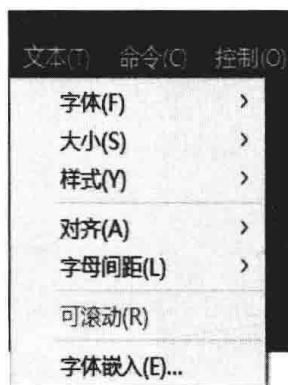 文本(T) 命令(C) 控制(O)
字体(F)
大小(S)
样式(Y)
对齐(A)
字母间距(L)
可滚动(R)
字体嵌入(E)...